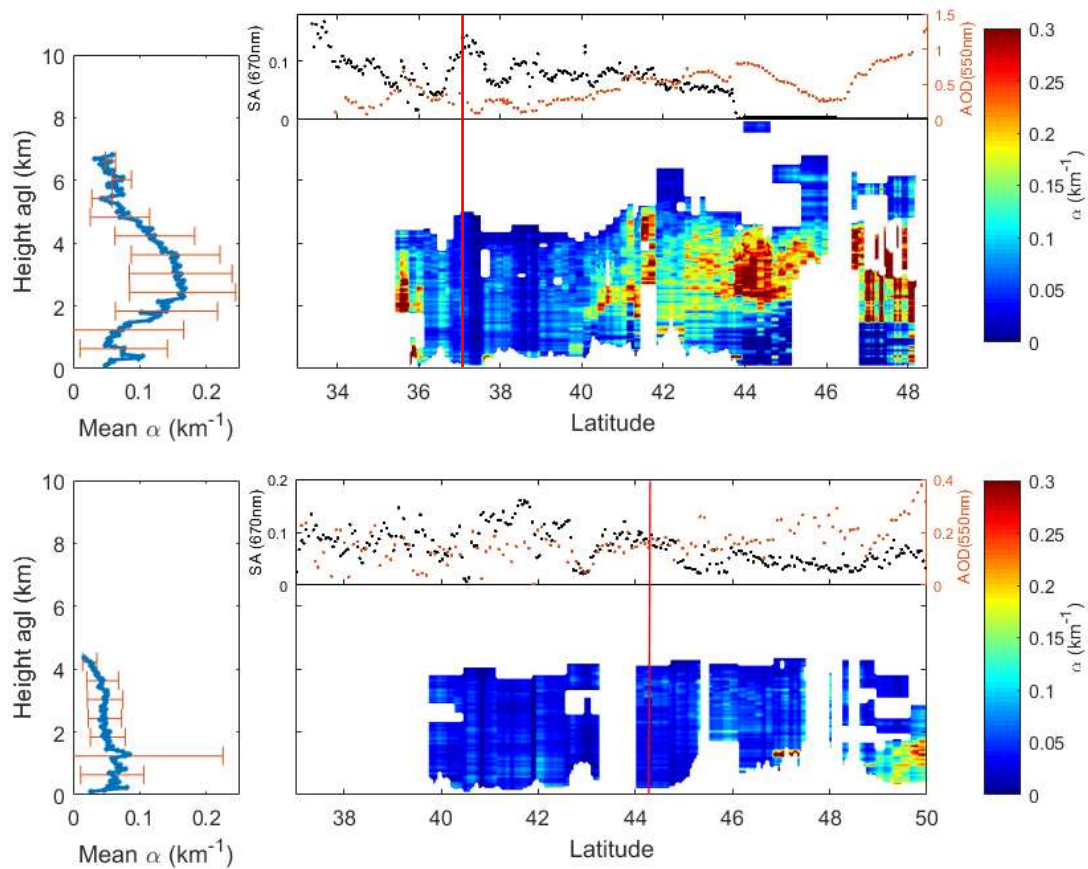 10
8
6
4
2
0
Height agl (km)
0 0.1 0.2
Mean α (km⁻¹)
0.1
0
SA (670nm)
1.5
1
0.5
0
AOD(550nm)
34 36 38 40 42 44 46 48
Latitude
0.3
0.25
0.2
0.15
0.1
0.05
0
α (km⁻¹)
10
8
6
4
2
0
Height agl (km)
0 0.1 0.2
Mean α (km⁻¹)
0.2
0.1
0
SA (670nm)
0.4
0.2
0
AOD(550nm)
38 40 42 44 46 48 50
Latitude
0.3
0.25
0.2
0.15
0.1
0.05
0
α (km⁻¹)